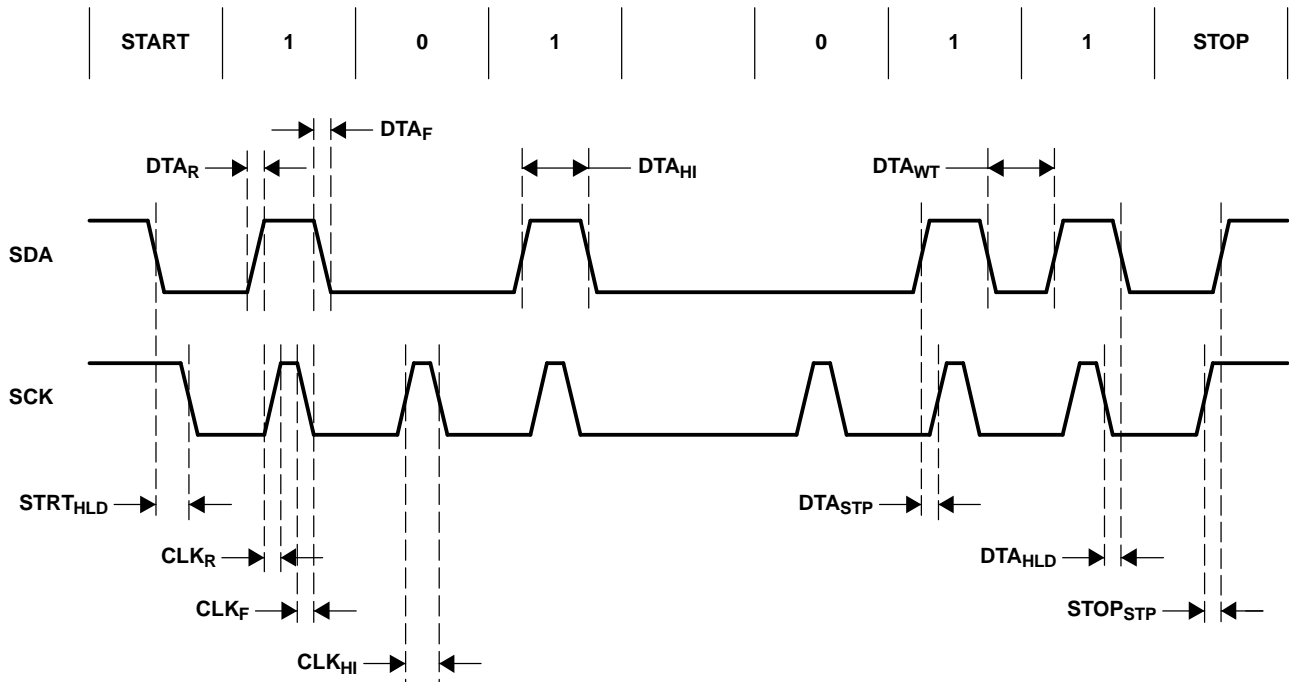 START 1 0 1 0 1 1 STOP
DTAF
DTAR DTAHI DTAWT
SDA
SCK
STRTHLD DTASTP
CLKR DTAHLD
CLKF STOPSTP
CLKHI